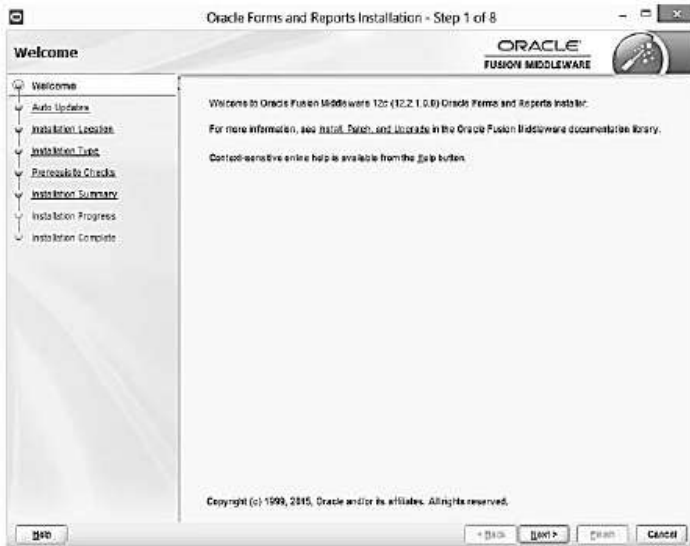 Oracle Forms and Reports Installation - Step 1 of 8
Welcome
ORACLE
FUSION MIDDLEWARE
Welcome
Auto Updates
Installation Location
Installation Type
Prerequisite Checks
Installation Summary
Installation Progress
Installation Complete
Welcome to Oracle Fusion Middleware 12c (12.2.1.0.0) Oracle Forms and Reports Installer.
For more information, see Install, Patch, and Upgrade in the Oracle Fusion Middleware documentation library.
Context-sensitive online help is available from the Help button.
Copyright (c) 1999, 2015, Oracle and/or its affiliates. All rights reserved.
Help
< Back
Next >
Finish
Cancel